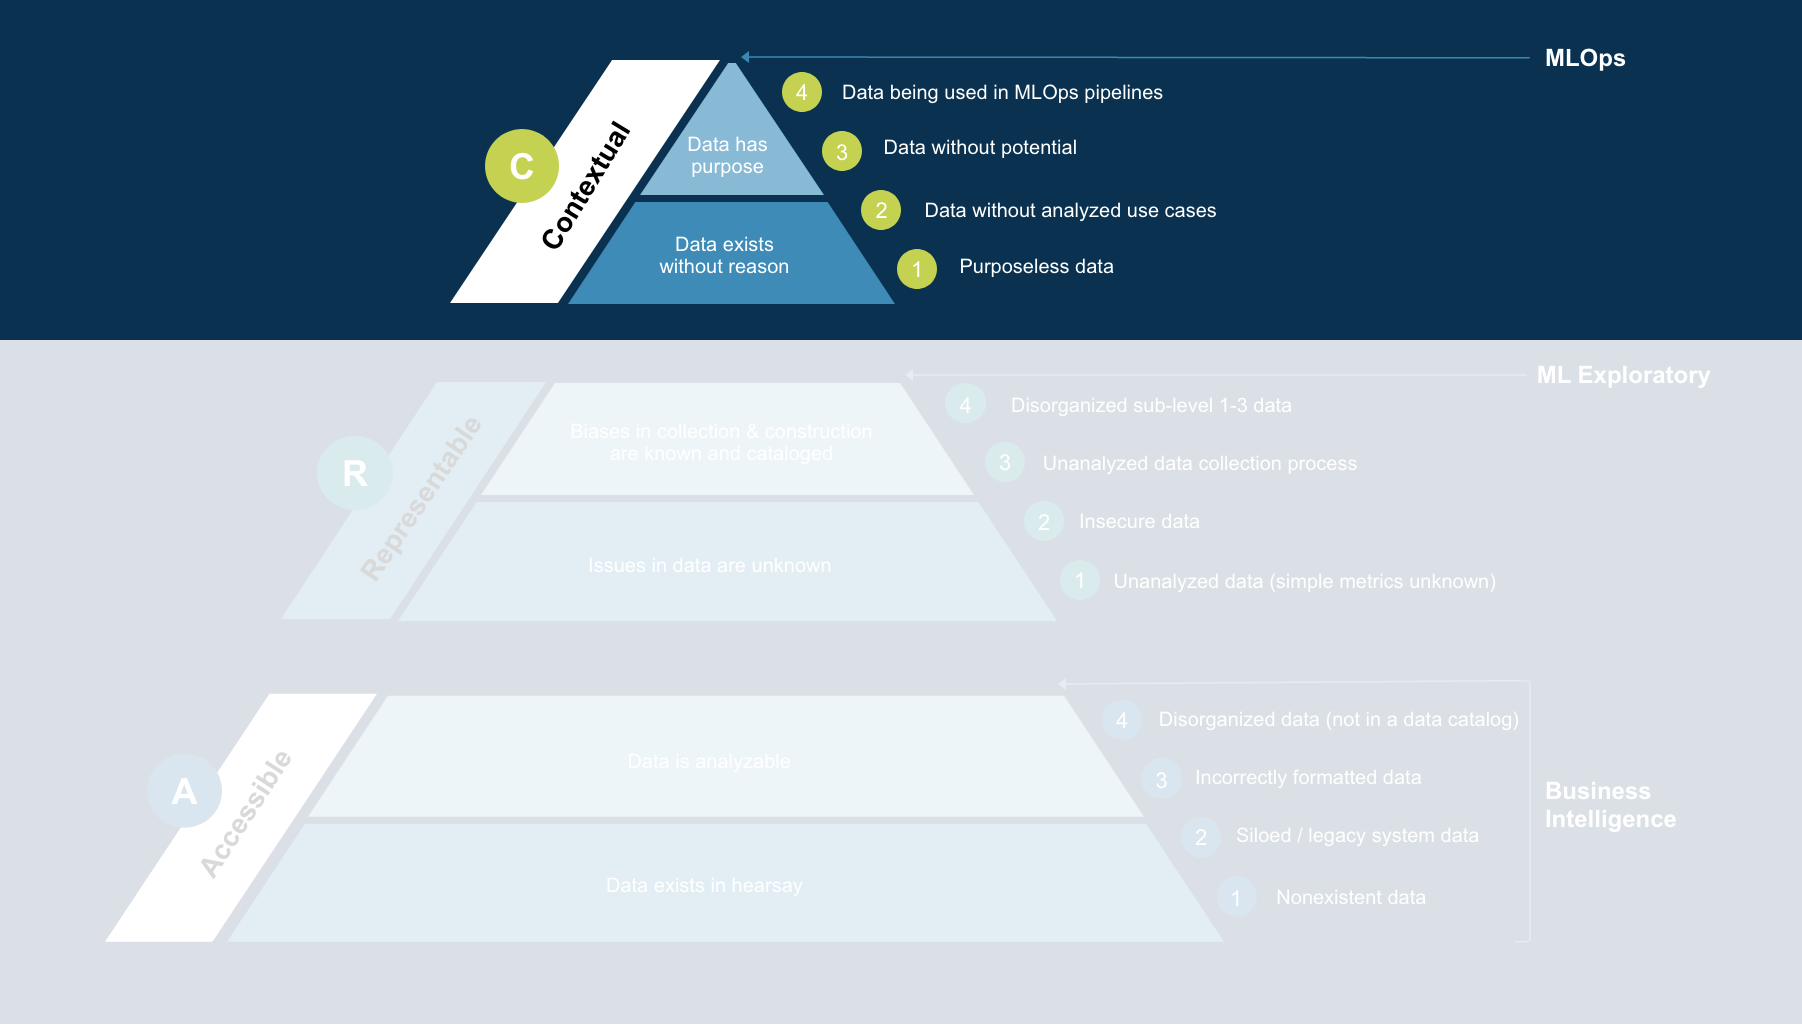 MLOps
4 Data being used in MLOps pipelines
C
Contextual
Data has
purpose
3 Data without potential
2 Data without analyzed use cases
Data exists
without reason
1 Purposeless data
ML Exploratory
4 Disorganized sub-level 1-3 data
R
Representable
Biases in collection & construction
are known and cataloged
3 Unanalyzed data collection process
2 Insecure data
Issues in data are unknown
1 Unanalyzed data (simple metrics unknown)
4 Disorganized data (not in a data catalog)
A
Accessible
Data is analyzable
3 Incorrectly formatted data
Business
Intelligence
2 Siloed / legacy system data
Data exists in hearsay
1 Nonexistent data